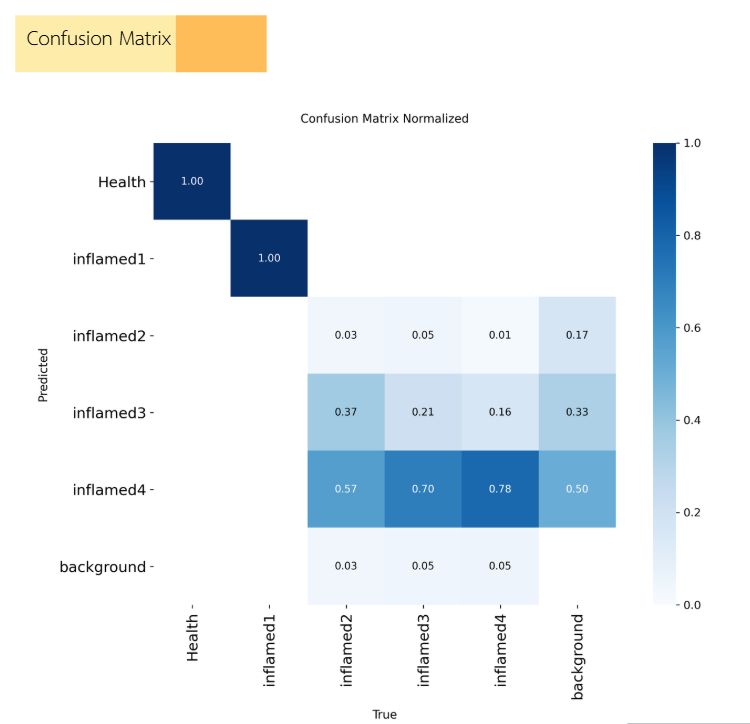 Confusion Matrix
Confusion Matrix Normalized
Predicted
Health
inflamed1
inflamed2
inflamed3
inflamed4
background
1.00
1.00
0.03 0.05 0.01 0.17
0.37 0.21 0.16 0.33
0.57 0.70 0.78 0.50
0.03 0.05 0.05
Health inflamed1 inflamed2 inflamed3 inflamed4 background
True
1.0
0.8
0.6
0.4
0.2
0.0